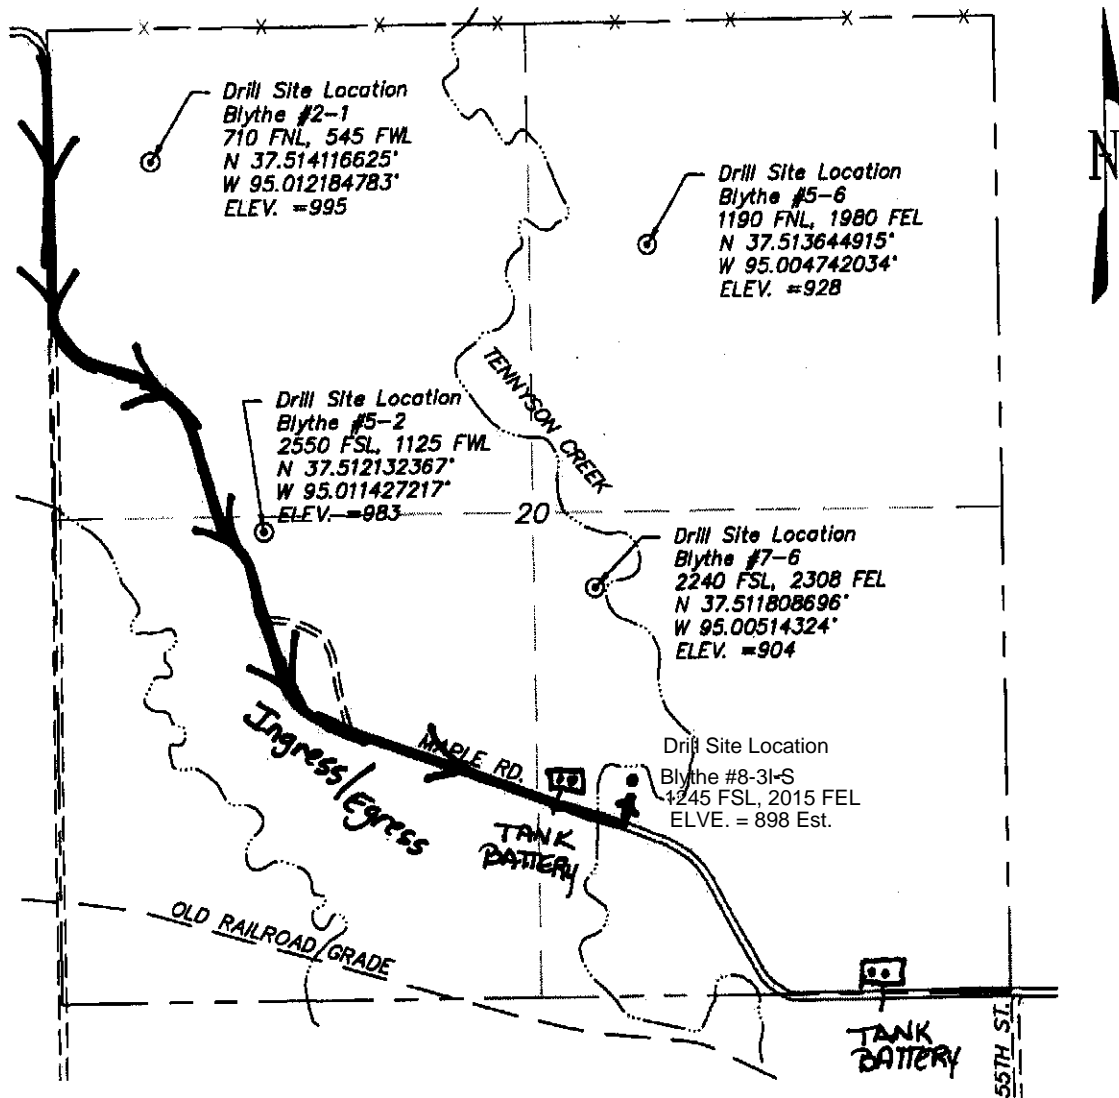 Drill Site Location
Blythe #2-1
710 FNL, 545 FWL
N 37.514116625°
W 95.012184783°
ELEV. =995
Drill Site Location
Blythe #5-6
1190 FNL, 1980 FEL
N 37.513644915°
W 95.004742034°
ELEV. =928
N
TENNYSON CREEK
Drill Site Location
Blythe #5-2
2550 FSL, 1125 FWL
N 37.512132367°
W 95.011427217°
ELEV. =983
20
Drill Site Location
Blythe #7-6
2240 FSL, 2308 FEL
N 37.511808696°
W 95.00514324°
ELEV. =904
Ingress/Egress
MAPLE RD.
Drill Site Location
Blythe #8-3I-S
1245 FSL, 2015 FEL
ELVE. = 898 Est.
TANK
BATTERY
OLD RAILROAD GRADE
TANK
BATTERY
55TH ST.